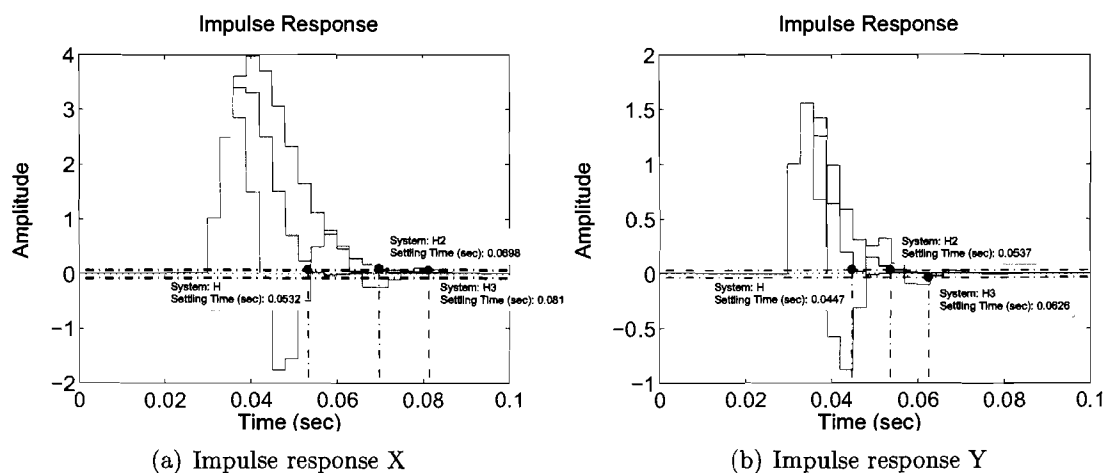 Impulse Response
4
3
2
1
0
-1
-2
Amplitude
System: H2
Settling Time (sec): 0.0698
System: H
Settling Time (sec): 0.0532
System: H3
Settling Time (sec): 0.081
0
0.02
0.04
0.06
0.08
0.1
Time (sec)
(a) Impulse response X
Impulse Response
2
1.5
1
0.5
0
-0.5
-1
Amplitude
System: H2
Settling Time (sec): 0.0537
System: H
Settling Time (sec): 0.0447
System: H3
Settling Time (sec): 0.0626
0
0.02
0.04
0.06
0.08
0.1
Time (sec)
(b) Impulse response Y